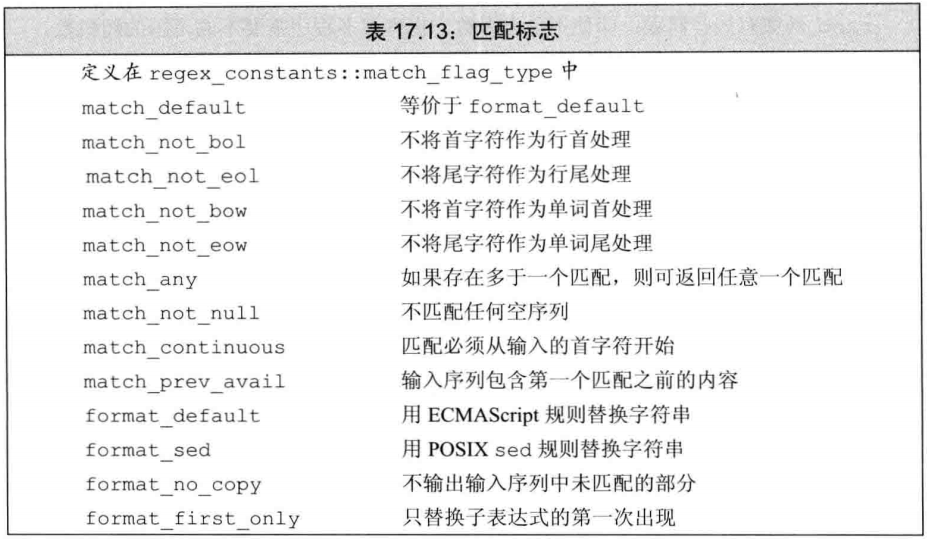 表 17.13：匹配标志
定义在 regex_constants::match_flag_type 中
match_default 等价于 format_default
match_not_bol 不将首字符作为行首处理
match_not_eol 不将尾字符作为行尾处理
match_not_bow 不将首字符作为单词首处理
match_not_eow 不将尾字符作为单词尾处理
match_any 如果存在多于一个匹配，则可返回任意一个匹配
match_not_null 不匹配任何空序列
match_continuous 匹配必须从输入的首字符开始
match_prev_avail 输入序列包含第一个匹配之前的内容
format_default 用 ECMAScript 规则替换字符串
format_sed 用 POSIX sed 规则替换字符串
format_no_copy 不输出输入序列中未匹配的部分
format_first_only 只替换子表达式的第一次出现